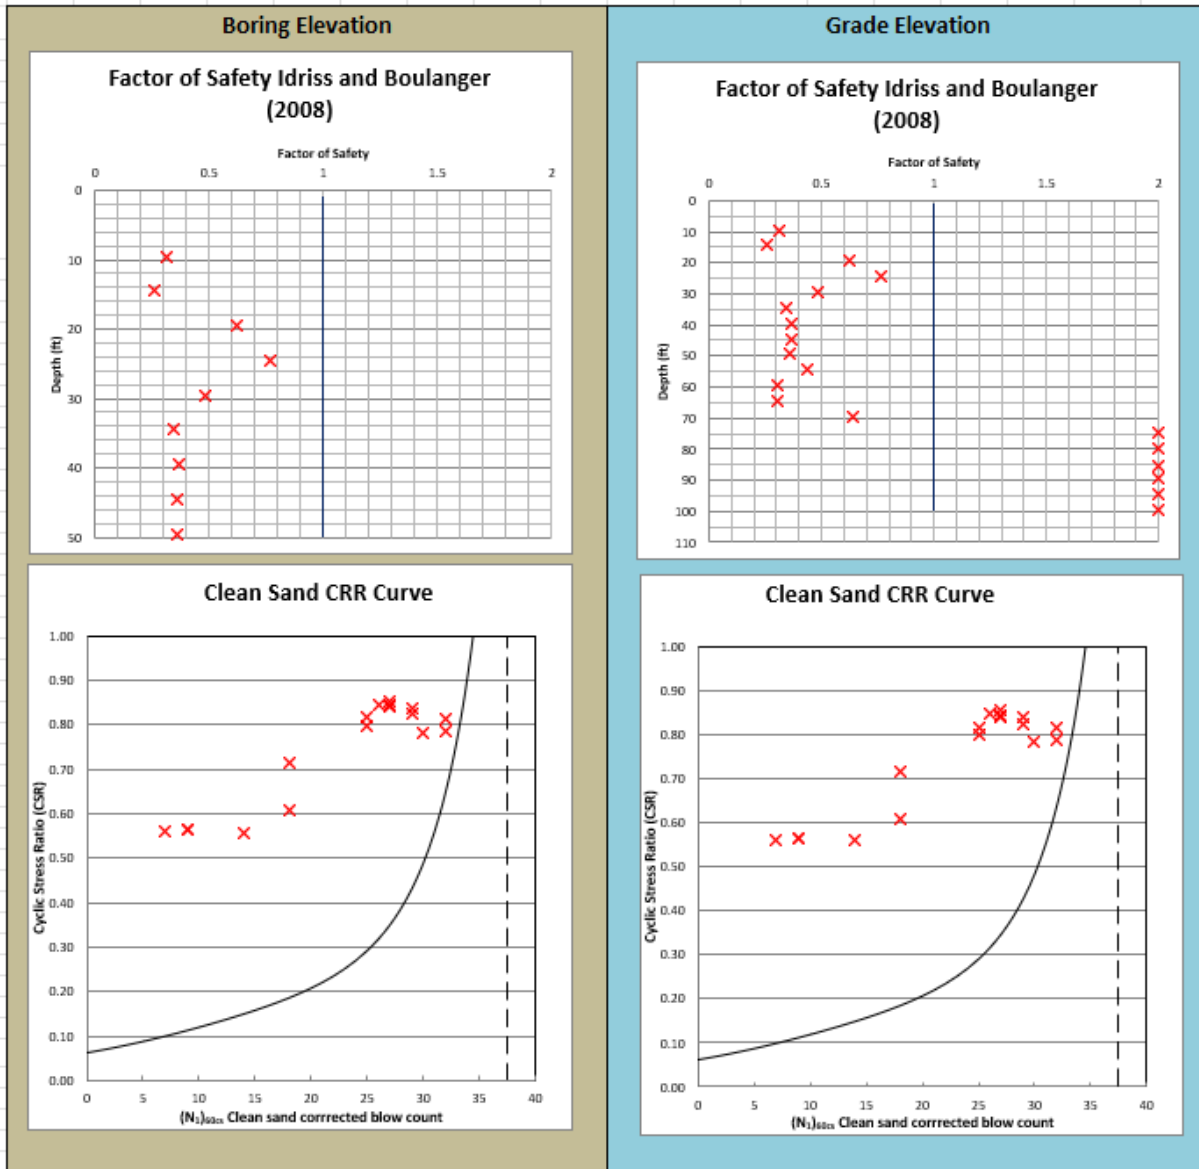 Boring Elevation
Factor of Safety Idriss and Boulanger
(2008)
Factor of Safety
0 0.5 1 1.5 2
0
10
20
30
40
50
Depth (ft)
Clean Sand CRR Curve
1.00
0.90
0.80
0.70
0.60
0.50
0.40
0.30
0.20
0.10
0.00
Cyclic Stress Ratio (CSR)
0 5 10 15 20 25 30 35 40
(N₁)₆₀cs Clean sand corrrected blow count
Grade Elevation
Factor of Safety Idriss and Boulanger
(2008)
Factor of Safety
0 0.5 1 1.5 2
0
10
20
30
40
50
60
70
80
90
100
110
Depth (ft)
Clean Sand CRR Curve
1.00
0.90
0.80
0.70
0.60
0.50
0.40
0.30
0.20
0.10
0.00
Cyclic Stress Ratio (CSR)
0 5 10 15 20 25 30 35 40
(N₁)₆₀cs Clean sand corrrected blow count